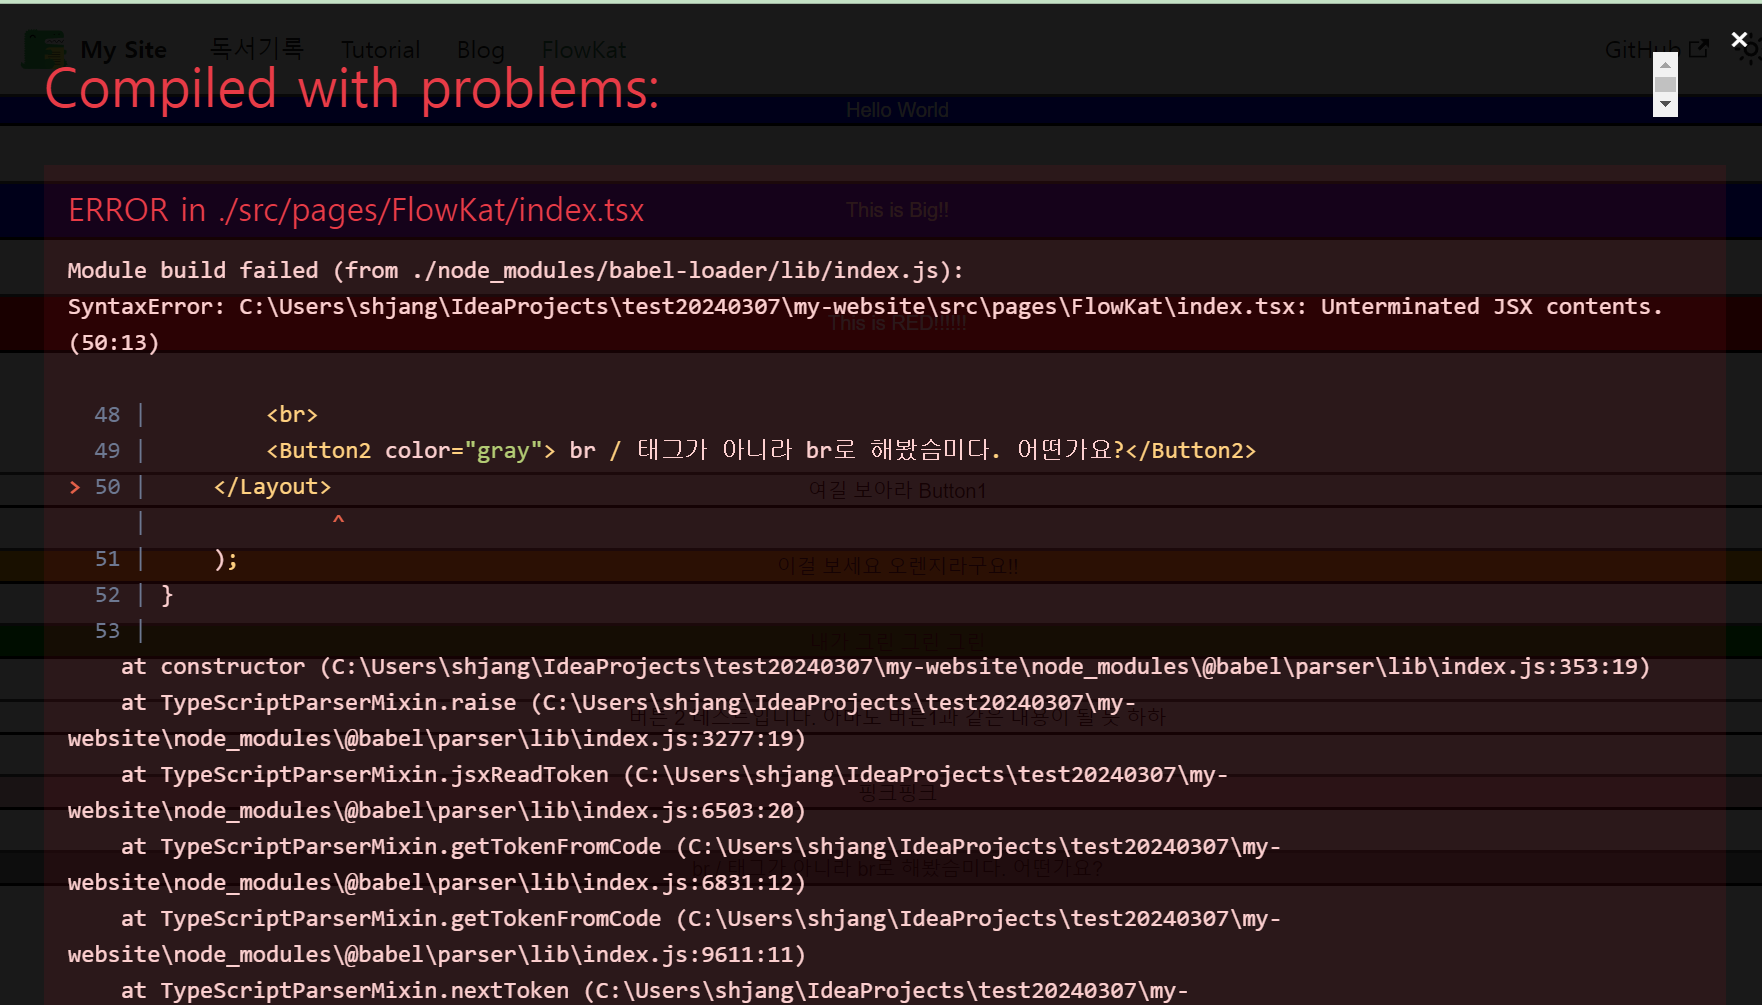 My Site 독서기록 Tutorial Blog FlowKat GitHub
Compiled with problems:
Hello World
ERROR in ./src/pages/FlowKat/index.tsx
This is Big!!
Module build failed (from ./node_modules/babel-loader/lib/index.js):
SyntaxError: C:\Users\shjang\IdeaProjects\test20240307\my-website\src\pages\FlowKat\index.tsx: Unterminated JSX contents.
This is RED!!!!!!
(50:13)
48 | <br>
49 | <Button2 color="gray"> br / 태그가 아니라 br로 해봤슴미다. 어떤가요?</Button2>
> 50 | </Layout>
여길 보아라 Button1
| ^
51 | );
이걸 보세요 오렌지라구요!!
52 | }
53 |
내가 그린 그린 그림
at constructor (C:\Users\shjang\IdeaProjects\test20240307\my-website\node_modules\@babel\parser\lib\index.js:353:19)
at TypeScriptParserMixin.raise (C:\Users\shjang\IdeaProjects\test20240307\my-
버튼 2 테스트입니다. 아마도 버튼1과 같은 내용이 될 듯 하하
website\node_modules\@babel\parser\lib\index.js:3277:19)
at TypeScriptParserMixin.jsxReadToken (C:\Users\shjang\IdeaProjects\test20240307\my-
핑크핑크
website\node_modules\@babel\parser\lib\index.js:6503:20)
at TypeScriptParserMixin.getTokenFromCode (C:\Users\shjang\IdeaProjects\test20240307\my-
br / 태그가 아니라 br로 해봤슴미다. 어떤가요?
website\node_modules\@babel\parser\lib\index.js:6831:12)
at TypeScriptParserMixin.getTokenFromCode (C:\Users\shjang\IdeaProjects\test20240307\my-
website\node_modules\@babel\parser\lib\index.js:9611:11)
at TypeScriptParserMixin.nextToken (C:\Users\shjang\IdeaProjects\test20240307\my-